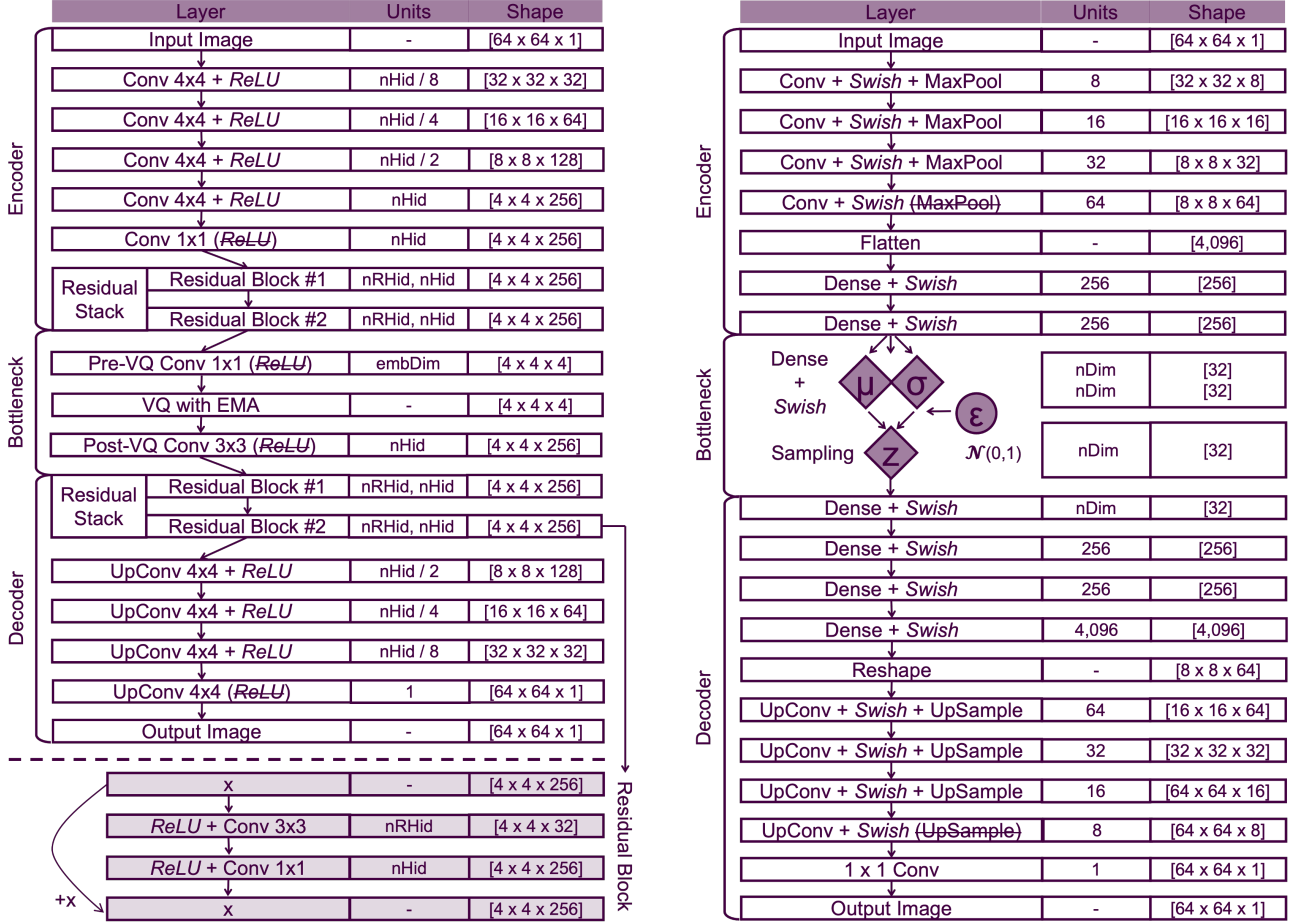 Layer Units Shape
Encoder
Input Image - [64 x 64 x 1]
Conv 4x4 + ReLU nHid / 8 [32 x 32 x 32]
Conv 4x4 + ReLU nHid / 4 [16 x 16 x 64]
Conv 4x4 + ReLU nHid / 2 [8 x 8 x 128]
Conv 4x4 + ReLU nHid [4 x 4 x 256]
Conv 1x1 (ReLU) nHid [4 x 4 x 256]
Residual Stack
Residual Block #1 nRHid, nHid [4 x 4 x 256]
Residual Block #2 nRHid, nHid [4 x 4 x 256]
Bottleneck
Pre-VQ Conv 1x1 (ReLU) embDim [4 x 4 x 4]
VQ with EMA - [4 x 4 x 4]
Post-VQ Conv 3x3 (ReLU) nHid [4 x 4 x 256]
Decoder
Residual Stack
Residual Block #1 nRHid, nHid [4 x 4 x 256]
Residual Block #2 nRHid, nHid [4 x 4 x 256]
UpConv 4x4 + ReLU nHid / 2 [8 x 8 x 128]
UpConv 4x4 + ReLU nHid / 4 [16 x 16 x 64]
UpConv 4x4 + ReLU nHid / 8 [32 x 32 x 32]
UpConv 4x4 (ReLU) 1 [64 x 64 x 1]
Output Image - [64 x 64 x 1]
Residual Block
x - [4 x 4 x 256]
ReLU + Conv 3x3 nRHid [4 x 4 x 32]
ReLU + Conv 1x1 nHid [4 x 4 x 256]
+x
x - [4 x 4 x 256]
Layer Units Shape
Encoder
Input Image - [64 x 64 x 1]
Conv + Swish + MaxPool 8 [32 x 32 x 8]
Conv + Swish + MaxPool 16 [16 x 16 x 16]
Conv + Swish + MaxPool 32 [8 x 8 x 32]
Conv + Swish (MaxPool) 64 [8 x 8 x 64]
Flatten - [4,096]
Dense + Swish 256 [256]
Dense + Swish 256 [256]
Bottleneck
Dense
+
Swish
μ σ
nDim [32]
nDim [32]
ε
𝒩(0,1)
Sampling
z
nDim [32]
Decoder
Dense + Swish nDim [32]
Dense + Swish 256 [256]
Dense + Swish 256 [256]
Dense + Swish 4,096 [4,096]
Reshape - [8 x 8 x 64]
UpConv + Swish + UpSample 64 [16 x 16 x 64]
UpConv + Swish + UpSample 32 [32 x 32 x 32]
UpConv + Swish + UpSample 16 [64 x 64 x 16]
UpConv + Swish (UpSample) 8 [64 x 64 x 8]
1 x 1 Conv 1 [64 x 64 x 1]
Output Image - [64 x 64 x 1]